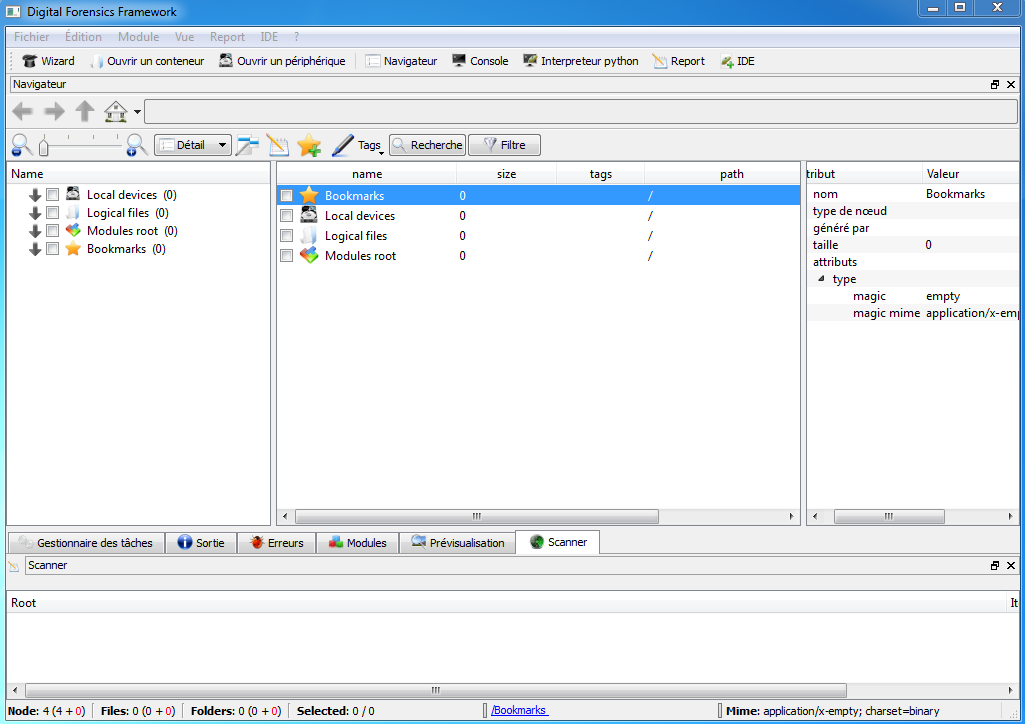 Digital Forensics Framework
Fichier Édition Module Vue Report IDE ?
Wizard Ouvrir un conteneur Ouvrir un périphérique Navigateur Console Interpreteur python Report IDE
Navigateur
Détail Tags Recherche Filtre
Name
Local devices (0)
Logical files (0)
Modules root (0)
Bookmarks (0)
name size tags path
Bookmarks 0 /
Local devices 0 /
Logical files 0 /
Modules root 0 /
tribut Valeur
nom Bookmarks
type de nœud
généré par
taille 0
attributs
type
magic empty
magic mime application/x-emp
Gestionnaire des tâches Sortie Erreurs Modules Prévisualisation Scanner
Scanner
Root It
Node: 4 (4 + 0) Files: 0 (0 + 0) Folders: 0 (0 + 0) Selected: 0 / 0 /Bookmarks Mime: application/x-empty; charset=binary